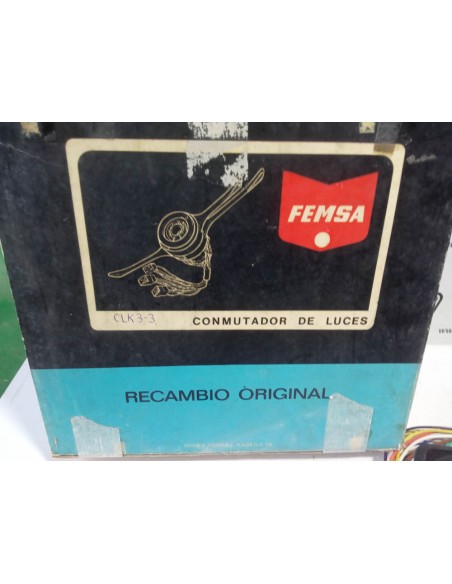 FEMSA
CLK3-3
CONMUTADOR DE LUCES
RECAMBIO ORIGINAL